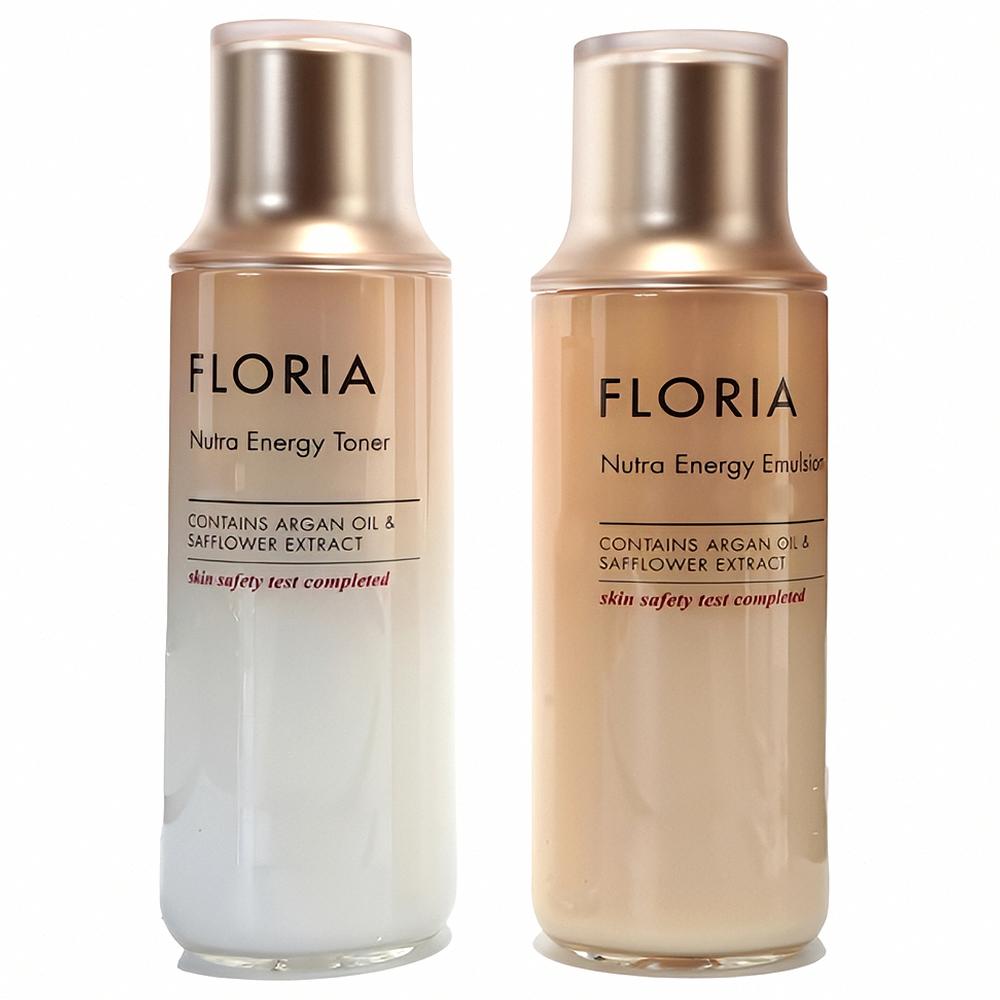 FLORIA
Nutra Energy Toner
CONTAINS ARGAN OIL &
SAFFLOWER EXTRACT
skin safety test completed
FLORIA
Nutra Energy Emulsion
CONTAINS ARGAN OIL &
SAFFLOWER EXTRACT
skin safety test completed